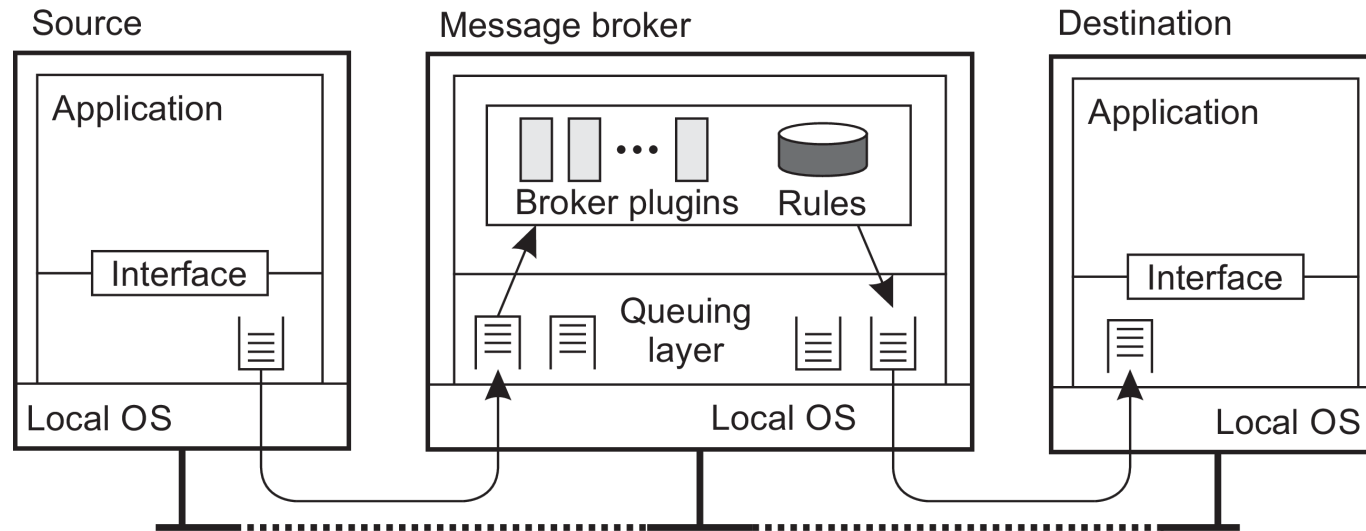 Source
Message broker
Destination
Application
Application
Broker plugins
Rules
Interface
Interface
Queuing
layer
Local OS
Local OS
Local OS